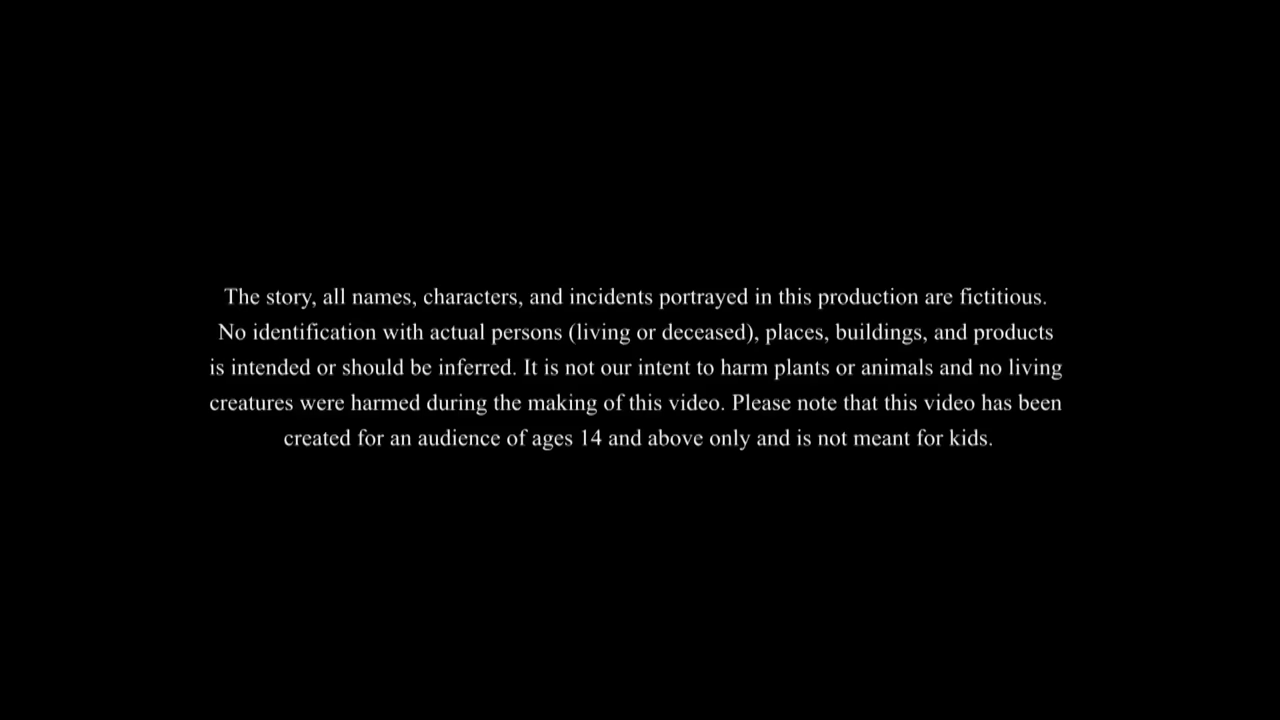 The story, all names, characters, and incidents portrayed in this production are fictitious.
No identification with actual persons (living or deceased), places, buildings, and products
is intended or should be inferred. It is not our intent to harm plants or animals and no living
creatures were harmed during the making of this video. Please note that this video has been
created for an audience of ages 14 and above only and is not meant for kids.